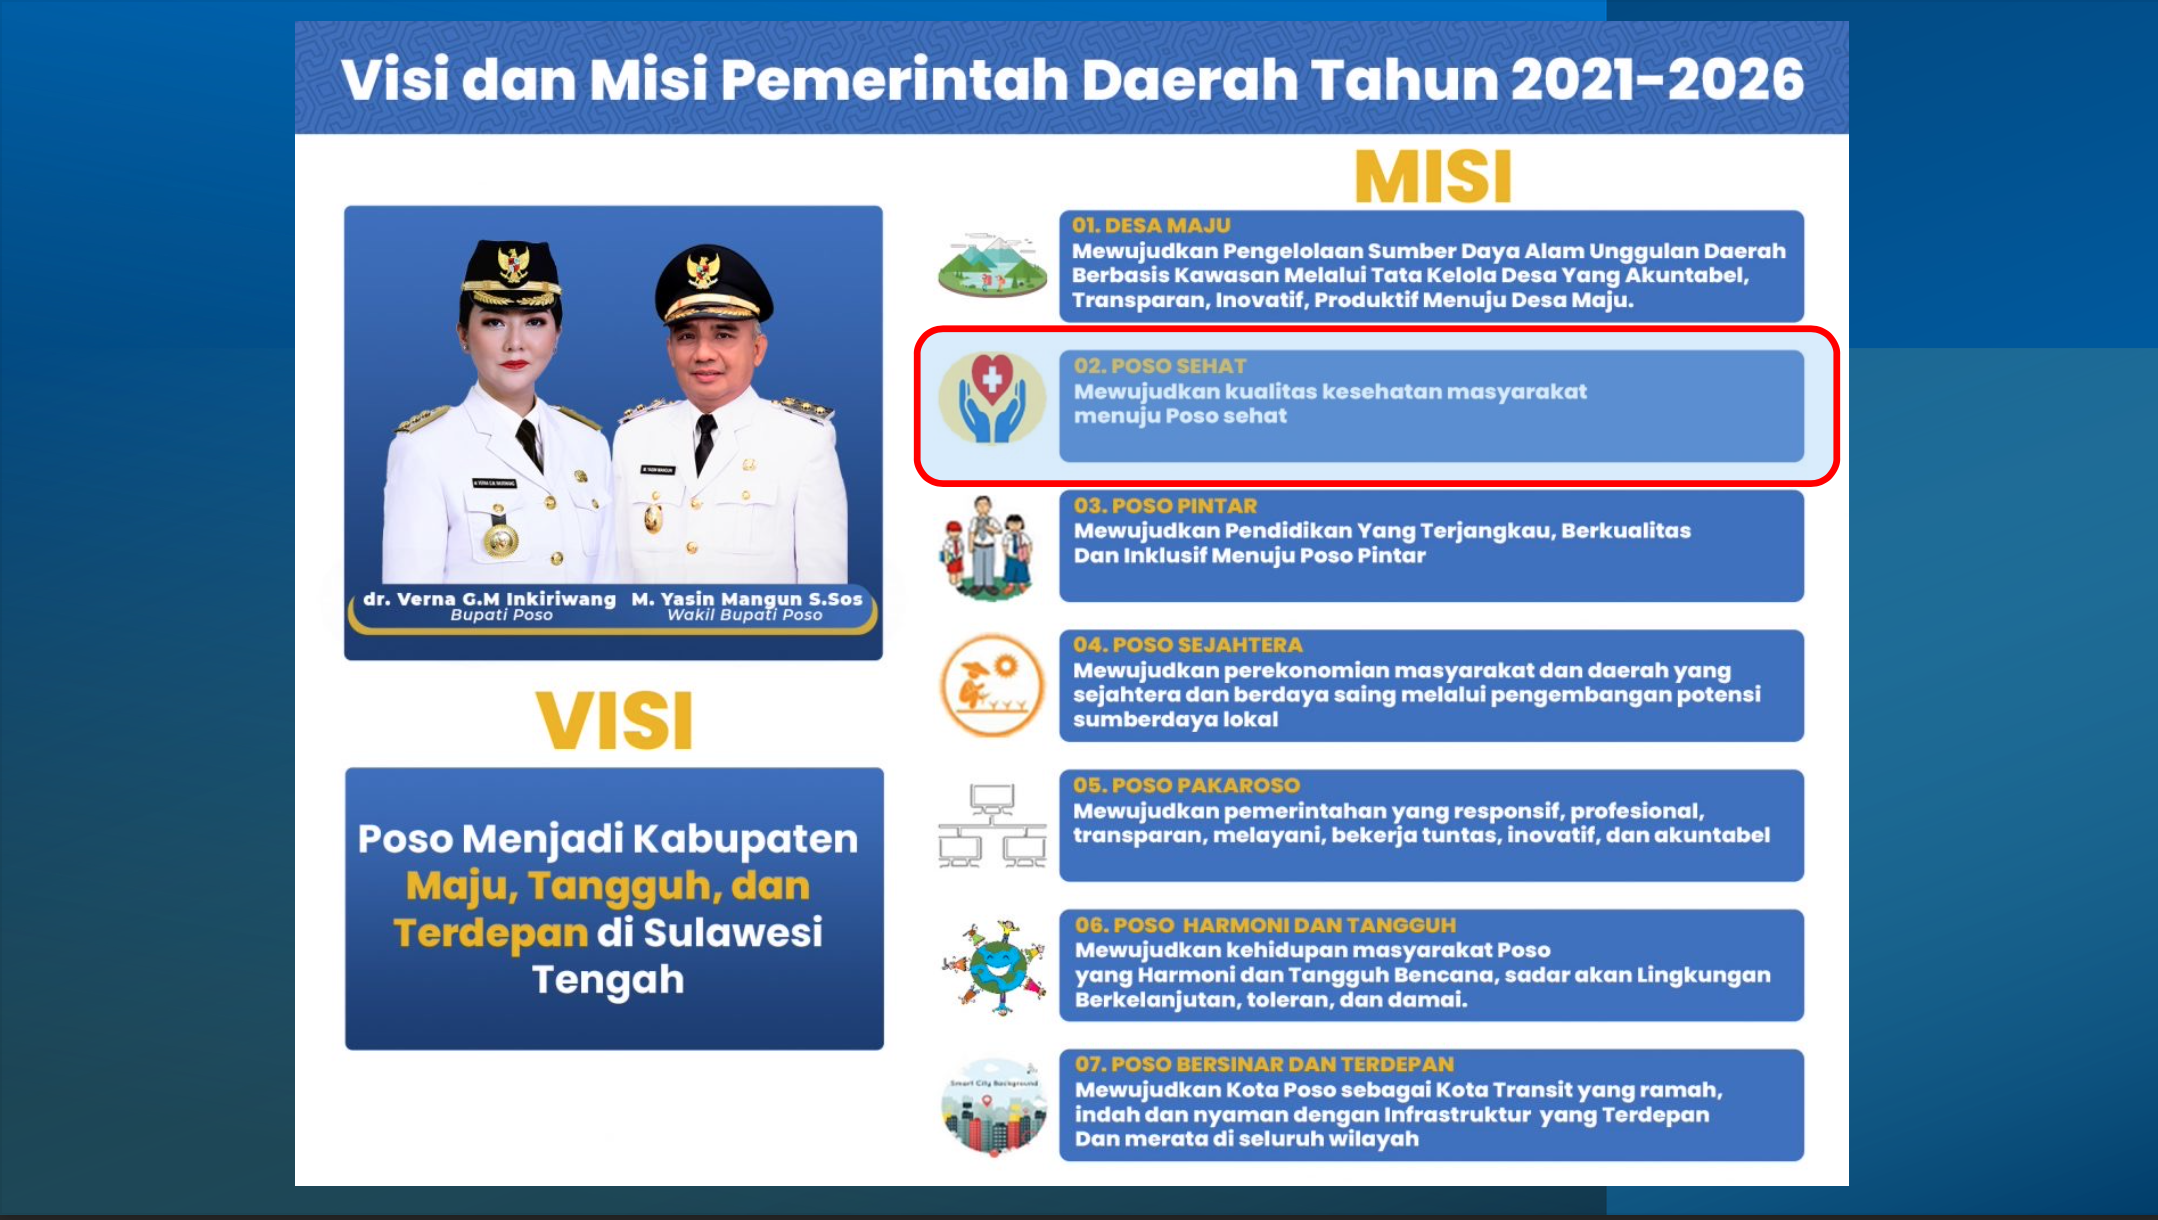 Visi dan Misi Pemerintah Daerah Tahun 2021-2026
dr. Verna G.M Inkiriwang
Bupati Poso
M. Yasin Mangun S.Sos
Wakil Bupati Poso
VISI
Poso Menjadi Kabupaten
Maju, Tangguh, dan
Terdepan di Sulawesi
Tengah
MISI
01. DESA MAJU
Mewujudkan Pengelolaan Sumber Daya Alam Unggulan Daerah
Berbasis Kawasan Melalui Tata Kelola Desa Yang Akuntabel,
Transparan, Inovatif, Produktif Menuju Desa Maju.
02. POSO SEHAT
Mewujudkan kualitas kesehatan masyarakat
menuju Poso sehat
03. POSO PINTAR
Mewujudkan Pendidikan Yang Terjangkau, Berkualitas
Dan Inklusif Menuju Poso Pintar
04. POSO SEJAHTERA
Mewujudkan perekonomian masyarakat dan daerah yang
sejahtera dan berdaya saing melalui pengembangan potensi
sumberdaya lokal
05. POSO PAKAROSO
Mewujudkan pemerintahan yang responsif, profesional,
transparan, melayani, bekerja tuntas, inovatif, dan akuntabel
06. POSO HARMONI DAN TANGGUH
Mewujudkan kehidupan masyarakat Poso
yang Harmoni dan Tangguh Bencana, sadar akan Lingkungan
Berkelanjutan, toleran, dan damai.
Smart City Background
07. POSO BERSINAR DAN TERDEPAN
Mewujudkan Kota Poso sebagai Kota Transit yang ramah,
indah dan nyaman dengan Infrastruktur yang Terdepan
Dan merata di seluruh wilayah